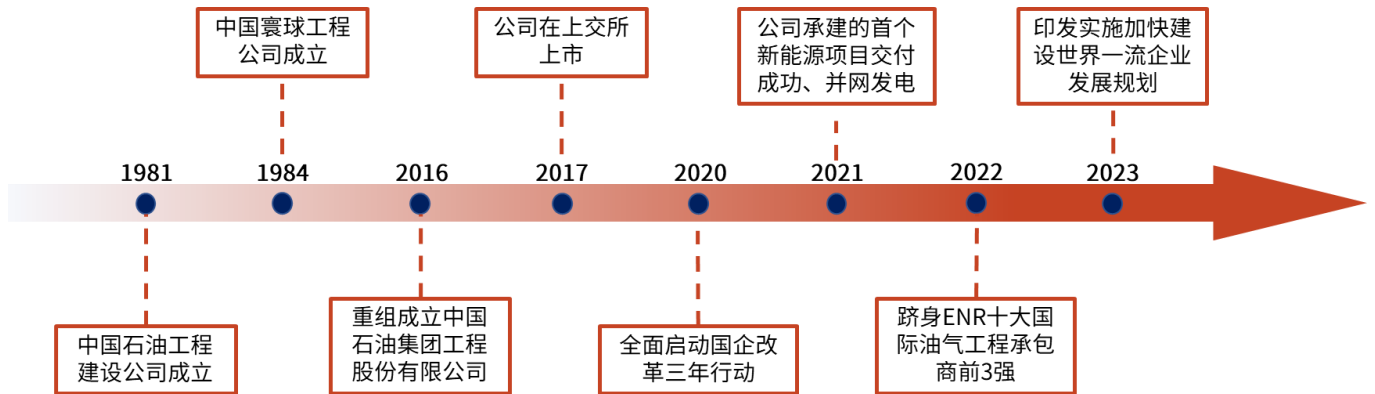 中国寰球工程
公司成立
公司在上交所
上市
公司承建的首个
新能源项目交付
成功、并网发电
印发实施加快建
设世界一流企业
发展规划
1981
1984
2016
2017
2020
2021
2022
2023
中国石油工程
建设公司成立
重组成立中国
石油集团工程
股份有限公司
全面启动国企改
革三年行动
跻身ENR十大国
际油气工程承包
商前3强